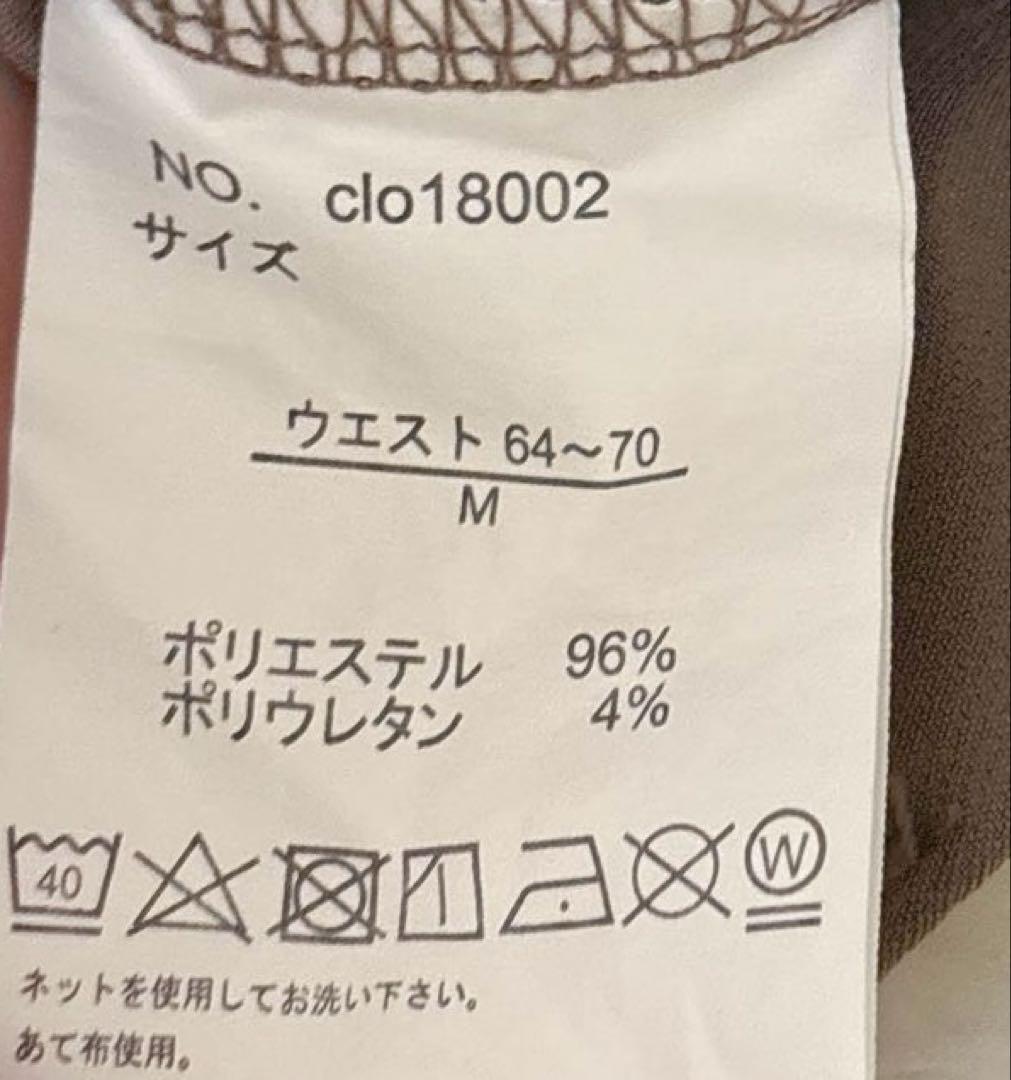 NO. clo18002
サイズ
ウエスト 64～70
M
ポリエステル 96%
ポリウレタン 4%
40
W
ネットを使用してお洗い下さい。
あて布使用。